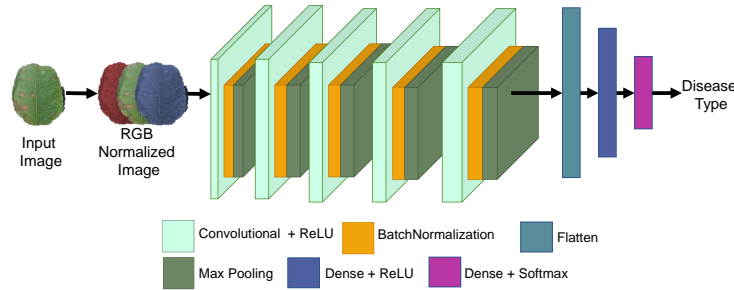 Input
Image
RGB
Normalized
Image
Disease
Type
Convolutional + ReLU
BatchNormalization
Flatten
Max Pooling
Dense + ReLU
Dense + Softmax